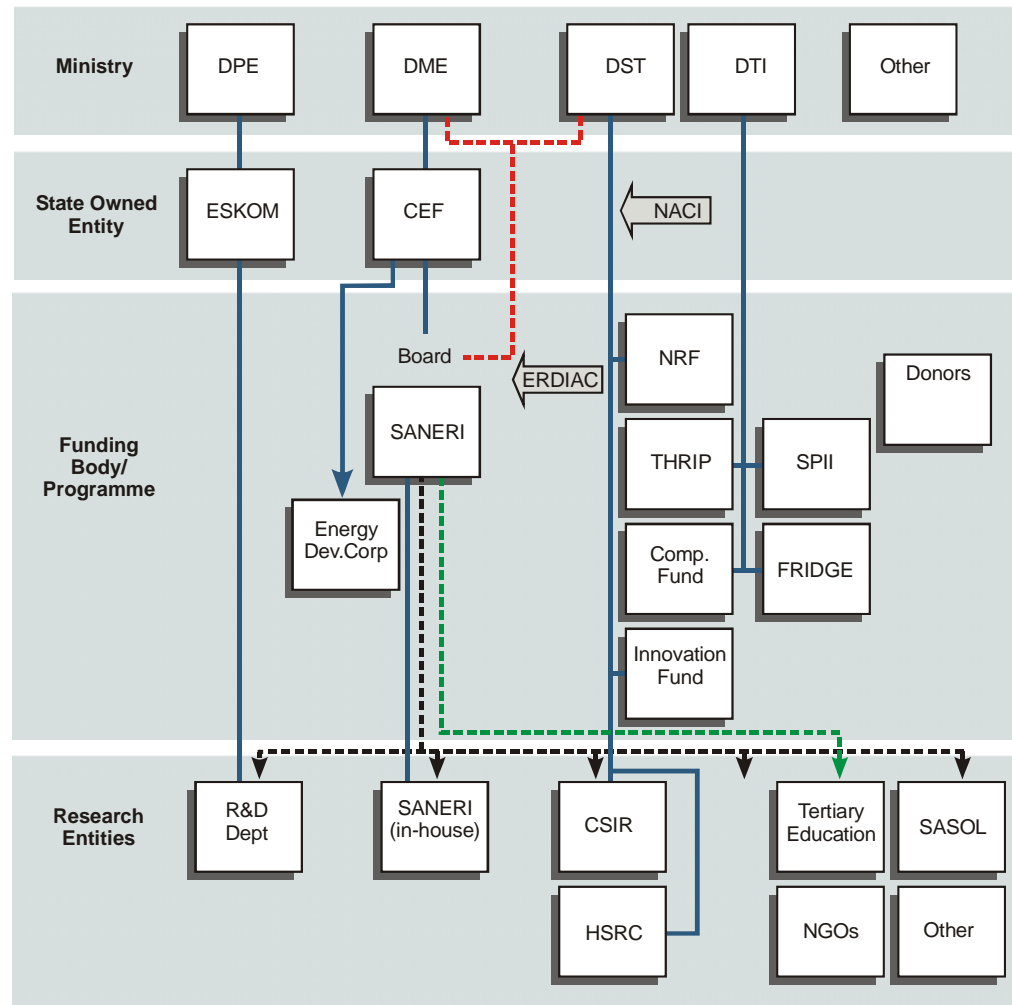 Ministry
DPE
DME
DST
DTI
Other
State Owned
Entity
ESKOM
CEF
NACI
Funding
Body/
Programme
Board
ERDIAC
NRF
Donors
SANERI
THRIP
SPII
Energy
Dev.Corp
Comp.
Fund
FRIDGE
Innovation
Fund
Research
Entities
R&D
Dept
SANERI
(in-house)
CSIR
Tertiary
Education
SASOL
HSRC
NGOs
Other